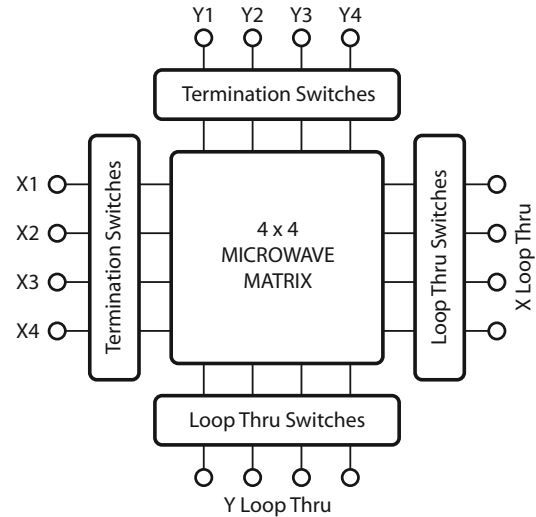 Y1 Y2 Y3 Y4
Termination Switches
X1
X2
X3
X4
Termination Switches
4 x 4
MICROWAVE
MATRIX
Loop Thru Switches
X Loop Thru
Loop Thru Switches
Y Loop Thru